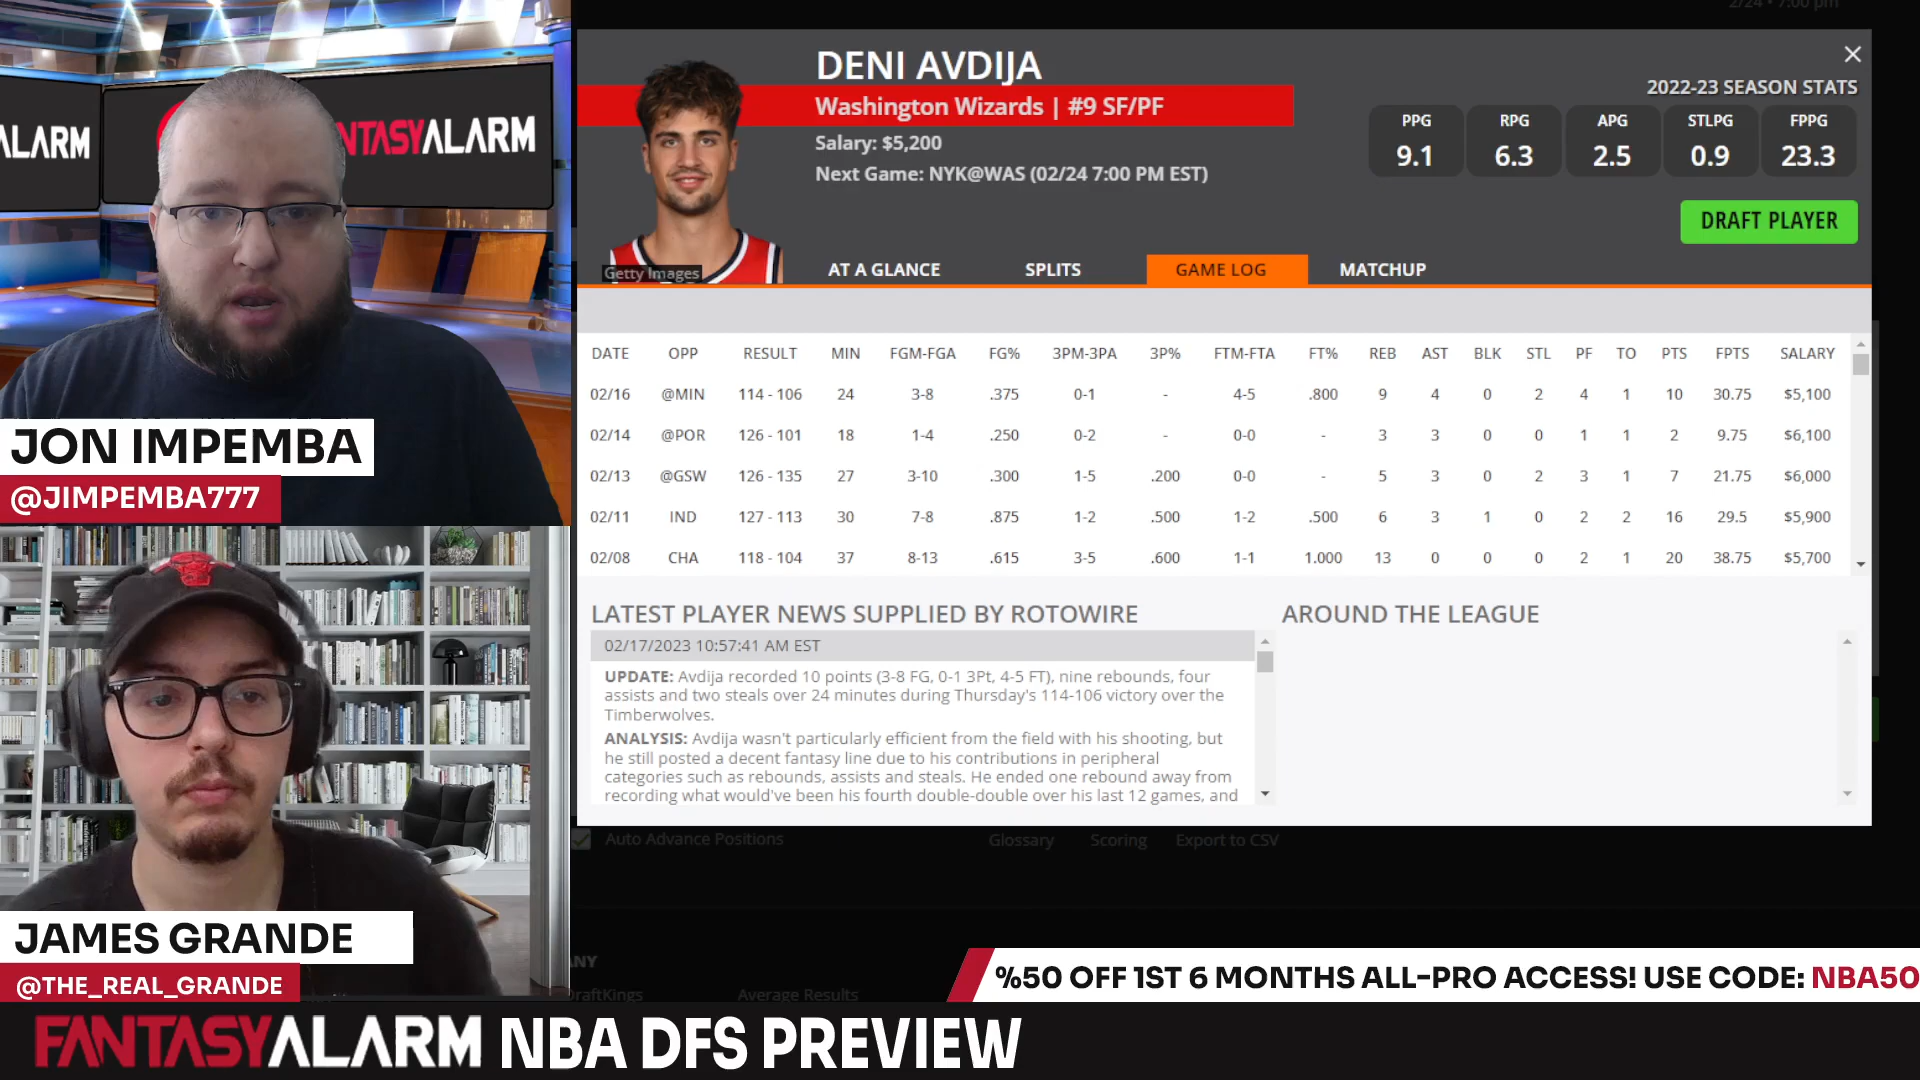 2/24 • 7:00 pm
DENI AVDIJA
Washington Wizards | #9 SF/PF
Salary: $5,200
Next Game: NYK@WAS (02/24 7:00 PM EST)
2022-23 SEASON STATS
PPG RPG APG STLPG FPPG
9.1 6.3 2.5 0.9 23.3
DRAFT PLAYER
Getty Images
AT A GLANCE SPLITS GAME LOG MATCHUP
DATE OPP RESULT MIN FGM-FGA FG% 3PM-3PA 3P% FTM-FTA FT% REB AST BLK STL PF TO PTS FPTS SALARY
02/16 @MIN 114 - 106 24 3-8 .375 0-1 - 4-5 .800 9 4 0 2 4 1 10 30.75 $5,100
02/14 @POR 126 - 101 18 1-4 .250 0-2 - 0-0 - 3 3 0 0 1 1 2 9.75 $6,100
02/13 @GSW 126 - 135 27 3-10 .300 1-5 .200 0-0 - 5 3 0 2 3 1 7 21.75 $6,000
02/11 IND 127 - 113 30 7-8 .875 1-2 .500 1-2 .500 6 3 1 0 2 2 16 29.5 $5,900
02/08 CHA 118 - 104 37 8-13 .615 3-5 .600 1-1 1.000 13 0 0 0 2 1 20 38.75 $5,700
LATEST PLAYER NEWS SUPPLIED BY ROTOWIRE
AROUND THE LEAGUE
02/17/2023 10:57:41 AM EST
UPDATE: Avdija recorded 10 points (3-8 FG, 0-1 3Pt, 4-5 FT), nine rebounds, four
assists and two steals over 24 minutes during Thursday's 114-106 victory over the
Timberwolves.
ANALYSIS: Avdija wasn't particularly efficient from the field with his shooting, but
he still posted a decent fantasy line due to his contributions in peripheral
categories such as rebounds, assists and steals. He ended one rebound away from
recording what would've been his fourth double-double over his last 12 games, and
Auto Advance Positions
Glossary Scoring Export to CSV
ANY
DraftKings Average Results
ALARM
NTASYALARM
JON IMPEMBA
@JIMPEMBA777
JAMES GRANDE
@THE_REAL_GRANDE
%50 OFF 1ST 6 MONTHS ALL-PRO ACCESS! USE CODE: NBA50
FANTASYALARM NBA DFS PREVIEW